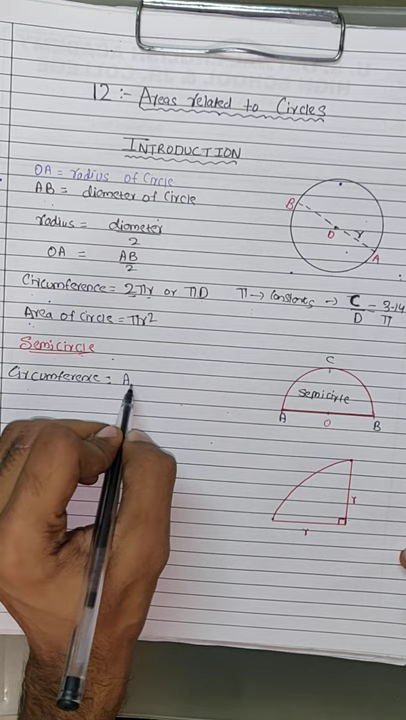 12:- Areas related to Circles
INTRODUCTION
OA = radius of Circle
AB = diameter of Circle
radius = diameter
2
OA = AB
2
Circumference = 2πr or πD π → Constant → C = 3.14
D π
Area of Circle = πr²
Semicircle
Circumference = A
B
O
r
A
C
Semicircle
A
O
B
r
r